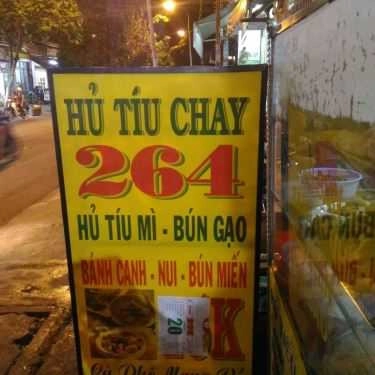 HỦ TÍU CHAY
264
HỦ TÍU MÌ - BÚN GẠO
BÁNH CANH - NUI - BÚN MIẾN
20
K